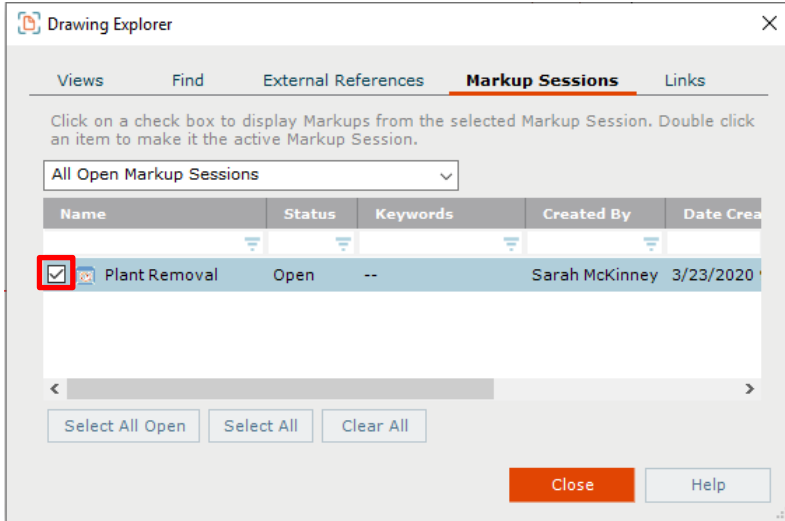 Drawing Explorer
Views Find External References Markup Sessions Links
Click on a check box to display Markups from the selected Markup Session. Double click
an item to make it the active Markup Session.
All Open Markup Sessions
Name Status Keywords Created By Date Crea
Plant Removal Open -- Sarah McKinney 3/23/2020
Select All Open Select All Clear All
Close Help